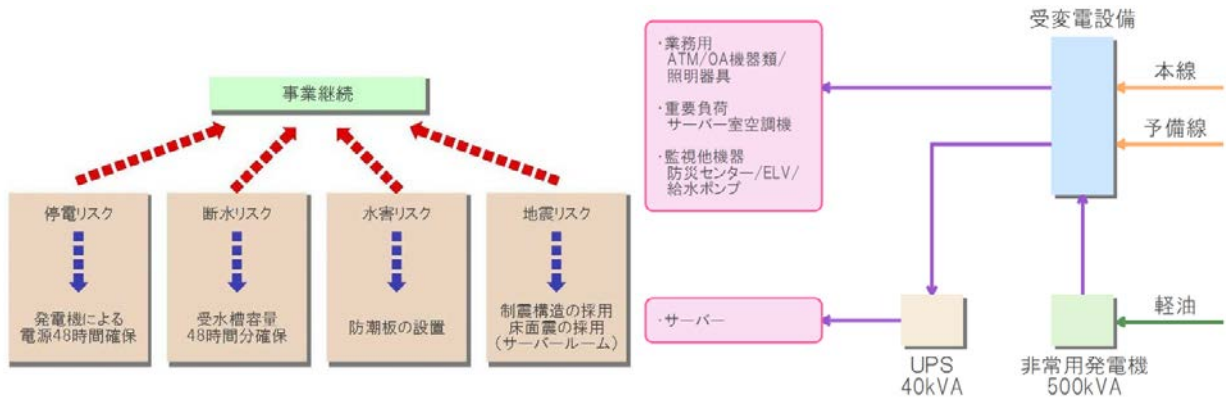 事業継続
停電リスク
発電機による
電源48時間確保
断水リスク
受水槽容量
48時間分確保
水害リスク
防潮板の設置
地震リスク
制震構造の採用
床面震の採用
(サーバールーム)
受変電設備
・業務用
ATM/OA機器類/
照明器具
・重要負荷
サーバー室空調機
・監視他機器
防災センター/ELV/
給水ポンプ
本線
予備線
・サーバー
UPS
40kVA
非常用発電機
500kVA
軽油